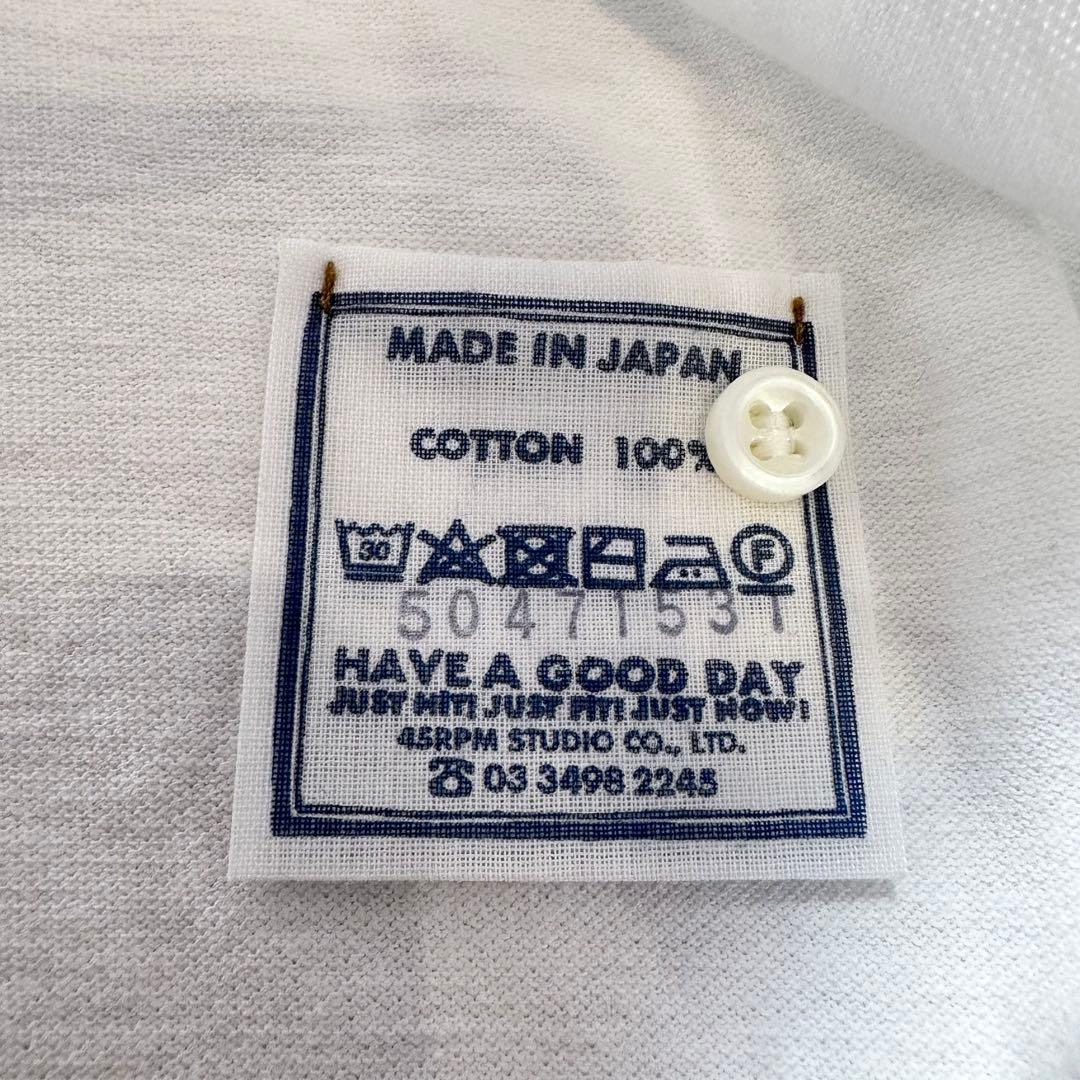 MADE IN JAPAN
COTTON 100%
30 F
50471531
HAVE A GOOD DAY
JUST HIT! JUST FIT! JUST NOW!
45RPM STUDIO CO., LTD.
☎ 03 3498 2245